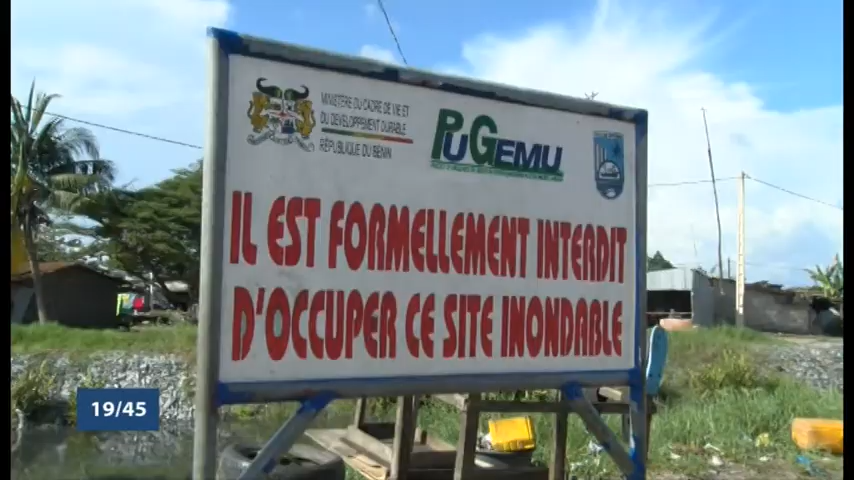 MINISTÈRE DU CADRE DE VIE ET
DU DEVELOPPEMENT DURABLE
RÉPUBLIQUE DU BENIN
PUGEMU
IL EST FORMELLEMENT INTERDIT
D'OCCUPER CE SITE INONDABLE
19/45